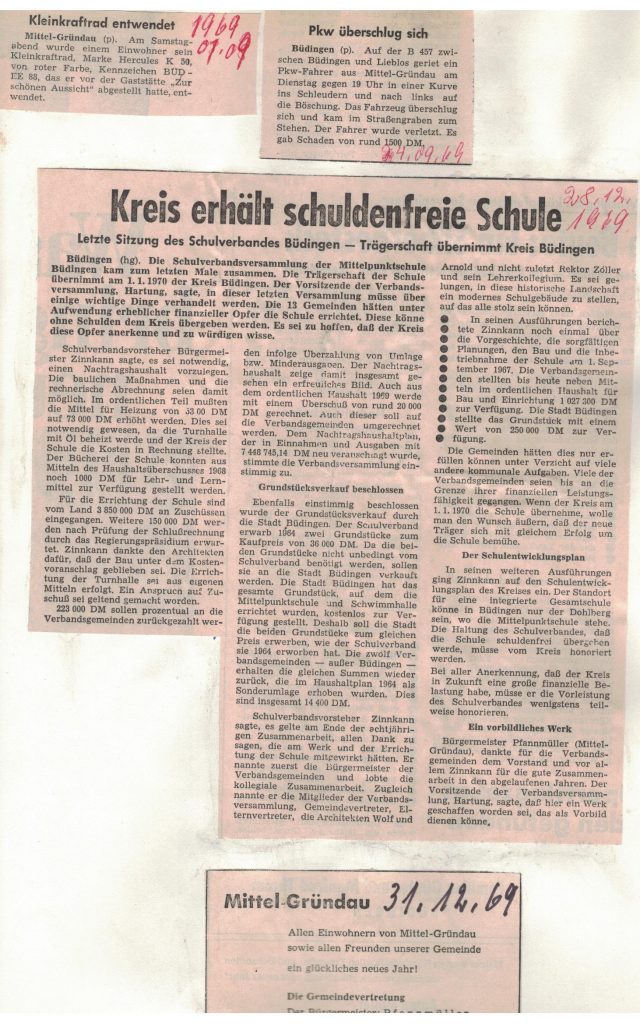 Kleinkraftrad entwendet
1969
01.09
Mittel-Gründau (p). Am Samstag-
abend wurde einem Einwohner sein
Kleinkraftrad, Marke Hercules K 50,
von roter Farbe, Kennzeichen BÜD-
EE 88, das er vor der Gaststätte „Zur
schönen Aussicht" abgestellt hatte, ent-
wendet.
Pkw überschlug sich
Büdingen (p). Auf der B 457 zwi-
schen Büdingen und Lieblos geriet ein
Pkw-Fahrer aus Mittel-Gründau am
Dienstag gegen 19 Uhr in einer Kurve
ins Schleudern und nach links auf
die Böschung. Das Fahrzeug überschlug
sich und kam im Straßengraben zum
Stehen. Der Fahrer wurde verletzt. Es
gab Schaden von rund 1500 DM.
24.09.69
28.12.
1969
Kreis erhält schuldenfreie Schule
Letzte Sitzung des Schulverbandes Büdingen — Trägerschaft übernimmt Kreis Büdingen
Büdingen (hg). Die Schulverbandsversammlung der Mittelpunktschule
Büdingen kam zum letzten Male zusammen. Die Trägerschaft der Schule
übernimmt am 1. 1. 1970 der Kreis Büdingen. Der Vorsitzende der Verbands-
versammlung, Hartung, sagte, in dieser letzten Versammlung müsse über
einige wichtige Dinge verhandelt werden. Die 13 Gemeinden hätten unter
Aufwendung erheblicher finanzieller Opfer die Schule errichtet. Diese könne
ohne Schulden dem Kreis übergeben werden. Es sei zu hoffen, daß der Kreis
diese Opfer anerkenne und zu würdigen wisse.
Schulverbandsvorsteher Bürgermei-
ster Zinnkann sagte, es sei notwendig,
einen Nachtragshaushalt vorzulegen.
Die baulichen Maßnahmen und die
rechnerische Abrechnung seien damit
möglich. Im ordentlichen Teil mußten
die Mittel für Heizung von 53 00 DM
auf 73 000 DM erhöht werden. Dies sei
notwendig gewesen, da die Turnhalle
mit Öl beheizt werde und der Kreis der
Schule die Kosten in Rechnung stellte.
Der Bücherei der Schule konnten aus
Mitteln des Haushaltsüberschusses 1968
noch 1000 DM für Lehr- und Lern-
mittel zur Verfügung gestellt werden.
Für die Errichtung der Schule sind
vom Land 3 850 000 DM an Zuschüssen
eingegangen. Weitere 150 000 DM wer-
den nach Prüfung der Schlußrechnung
durch das Regierungspräsidium erwar-
tet. Zinnkann dankte den Architekten
dafür, daß der Bau unter dem Kosten-
voranschlag geblieben sei. Die Errich-
tung der Turnhalle sei aus eigenen
Mitteln erfolgt. Ein Anspruch auf Zu-
schuß sei geltend gemacht worden.
223 000 DM sollen prozentual an die
Verbandsgemeinden zurückgezahlt wer-
den infolge Überzahlung von Umlage
bzw. Minderausgaben. Der Nachtrags-
haushalt zeige damit insgesamt ge-
sehen ein erfreuliches Bild. Auch aus
dem ordentlichen Haushalt 1969 werde
mit einem Überschuß von rund 20 000
DM gerechnet. Auch dieser soll auf
die Verbandsgemeinden umgerechnet
werden. Dem Nachtragshaushaltsplan,
der in Einnahmen und Ausgaben mit
7 448 745,14 DM neu veranschlagt wurde,
stimmte die Verbandsversammlung ein-
stimmig zu.
Grundstücksverkauf beschlossen
Ebenfalls einstimmig beschlossen
wurde der Grundstücksverkauf durch
die Stadt Büdingen. Der Schulverband
erwarb 1964 zwei Grundstücke zum
Kaufpreis von 36 000 DM. Da die bei-
den Grundstücke nicht unbedingt vom
Schulverband benötigt werden, sollen
sie an die Stadt Büdingen verkauft
werden. Die Stadt Büdingen hat das
gesamte Grundstück, auf dem die
Mittelpunktschule und Schwimmhalle
errichtet wurden, kostenlos zur Ver-
fügung gestellt. Deshalb soll die Stadt
die beiden Grundstücke zum gleichen
Preis erwerben, wie der Schulverband
sie 1964 erworben hat. Die zwölf Ver-
bandsgemeinden — außer Büdingen —
erhalten die gleichen Summen wieder
zurück, die im Haushaltplan 1964 als
Sonderumlage erhoben wurden. Dies
sind insgesamt 14 400 DM.
Schulverbandsvorsteher Zinnkann
sagte, es gelte am Ende der achtjähri-
gen Zusammenarbeit, allen Dank zu
sagen, die am Werk und der Errich-
tung der Schule mitgewirkt hätten. Er
nannte zuerst die Bürgermeister der
Verbandsgemeinden und lobte die
kollegiale Zusammenarbeit. Zugleich
nannte er die Mitglieder der Verbands-
versammlung, Gemeindevertreter, El-
ternvertreter, die Architekten Wolf und
Arnold und nicht zuletzt Rektor Zöller
und sein Lehrerkollegium. Es sei ge-
lungen, in diese historische Landschaft
ein modernes Schulgebäude zu stellen,
auf das alle stolz sein können.
In seinen Ausführungen berich-
tete Zinnkann noch einmal über
die Vorgeschichte, die sorgfältigen
Planungen, den Bau und die Inbe-
triebnahme der Schule am 1. Sep-
tember 1967. Die Verbandsgemein-
den stellten bis heute neben Mit-
teln im ordentlichen Haushalt für
Bau und Einrichtung 1 027 300 DM
zur Verfügung. Die Stadt Büdingen
stellte das Grundstück mit einem
Wert von 250 000 DM zur Ver-
fügung.
Die Gemeinden hätten dies nur er-
füllen können unter Verzicht auf viele
andere kommunale Aufgaben. Viele der
Verbandsgemeinden seien bis an die
Grenze ihrer finanziellen Leistungs-
fähigkeit gegangen. Wenn der Kreis am
1. 1. 1970 die Schule übernehme, wolle
man den Wunsch äußern, daß der neue
Träger sich mit gleichem Erfolg um
die Schule bemühe.
Der Schulentwicklungsplan
In seinen weiteren Ausführungen
ging Zinnkann auf den Schulentwick-
lungsplan des Kreises ein. Der Standort
für eine integrierte Gesamtschule
könne in Büdingen nur der Dohlberg
sein, wo die Mittelpunktschule stehe.
Die Haltung des Schulverbandes, daß
die Schule schuldenfrei übergeben
werde, müsse vom Kreis honoriert
werden.
Bei aller Anerkennung, daß der Kreis
in Zukunft eine große finanzielle Be-
lastung habe, müsse er die Vorleistung
des Schulverbandes wenigstens teil-
weise honorieren.
Ein vorbildliches Werk
Bürgermeister Pfannmüller (Mittel-
Gründau), dankte für die Verbands-
gemeinden dem Vorstand und vor al-
lem Zinnkann für die gute Zusammen-
arbeit in den abgelaufenen Jahren. Der
Vorsitzende der Verbandsversamm-
lung, Hartung, sagte, daß hier ein Werk
geschaffen worden sei, das als Vorbild
dienen könne.
Mittel-Gründau 31.12.69
Allen Einwohnern von Mittel-Gründau
sowie allen Freunden unserer Gemeinde
ein glückliches neues Jahr!
Die Gemeindevertretung
Der Bürgermeister: Pfannmüller